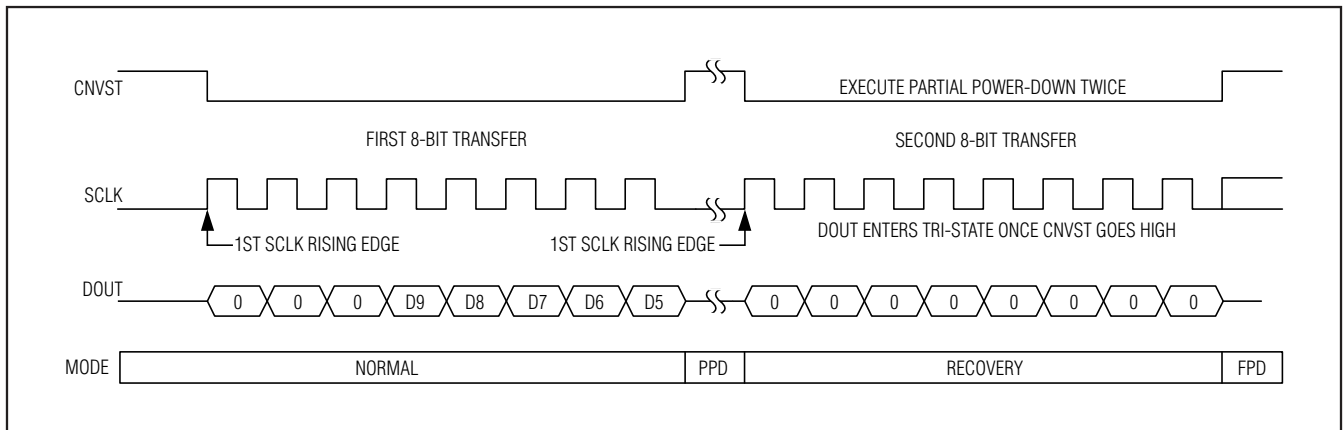 CNVST
EXECUTE PARTIAL POWER-DOWN TWICE
FIRST 8-BIT TRANSFER
SECOND 8-BIT TRANSFER
SCLK
1ST SCLK RISING EDGE
1ST SCLK RISING EDGE
DOUT ENTERS TRI-STATE ONCE CNVST GOES HIGH
DOUT
0 0 0 D9 D8 D7 D6 D5 0 0 0 0 0 0 0 0
MODE NORMAL PPD RECOVERY FPD